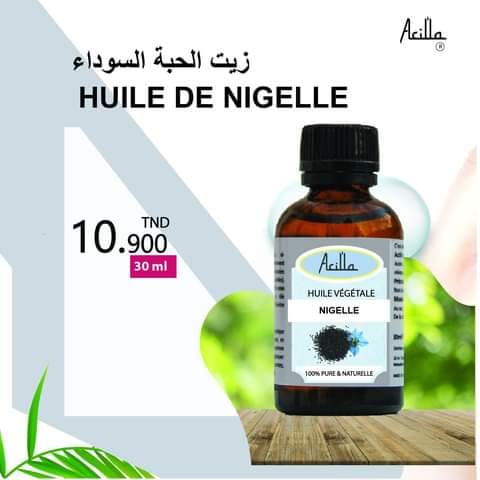 Acilla
®
زيت الحبة السوداء
HUILE DE NIGELLE
TND
10.900
30 ml
Acilla
HUILE VÉGÉTALE
NIGELLE
100% PURE & NATURELLE